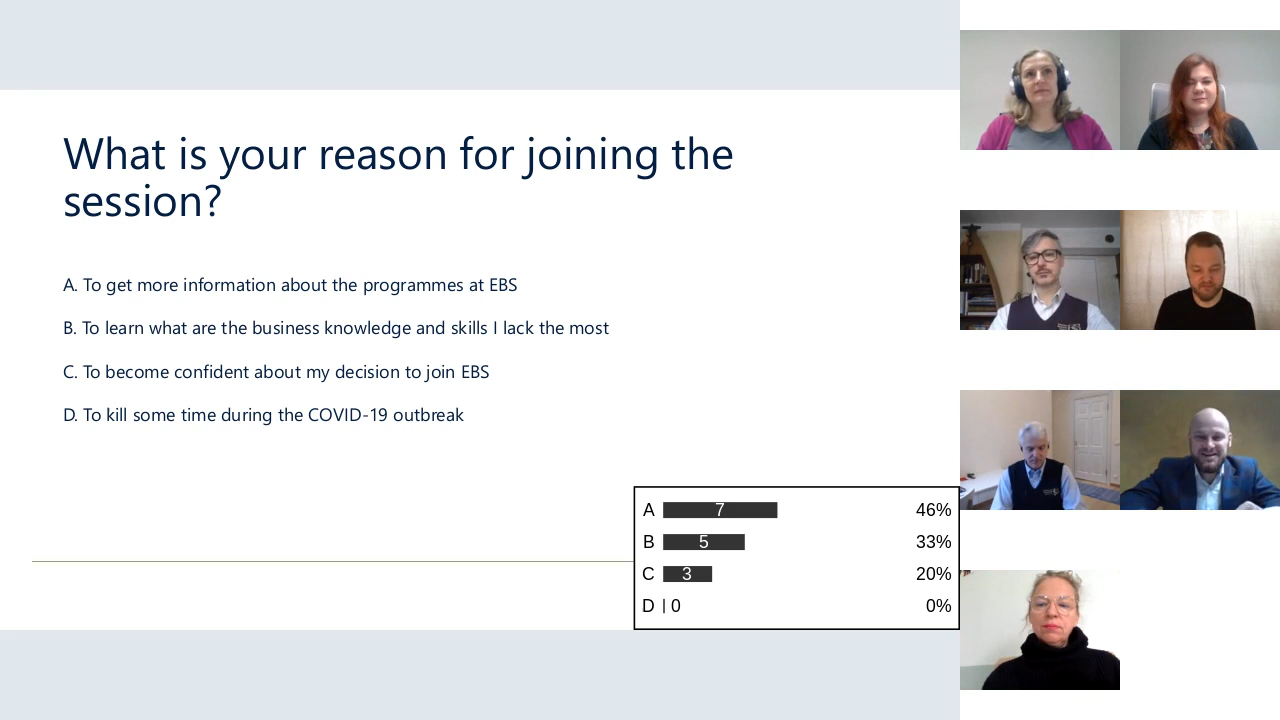 What is your reason for joining the
session?
A. To get more information about the programmes at EBS
B. To learn what are the business knowledge and skills I lack the most
C. To become confident about my decision to join EBS
D. To kill some time during the COVID-19 outbreak
A 7 46%
B 5 33%
C 3 20%
D 0 0%